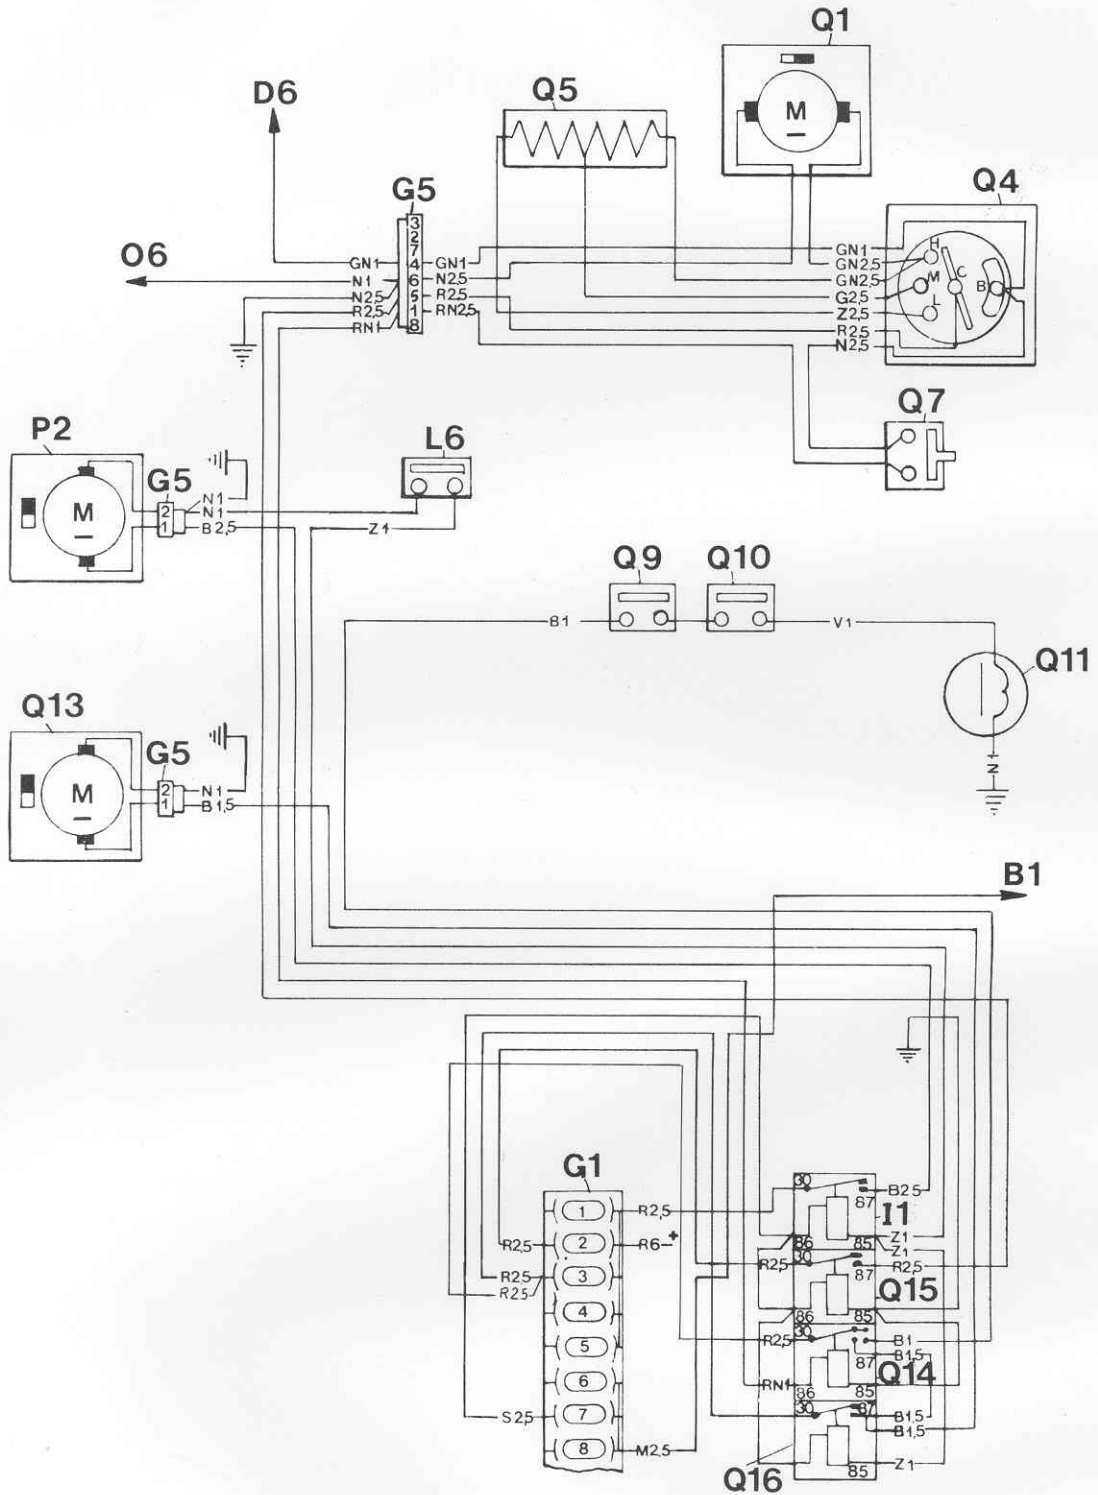 Q1
D6
Q5
M
G5
Q4
3
2
7
GN1
O6
GN1 4 GN1
GN2,5
H
N1 6 N2,5
GN2,5
M
C
B
N2,5 5 R2,5
G2,5
L
R2,5 1 RN2,5
Z2,5
RN1 8
R2,5
N2,5
Q7
P2
L6
G5
M
N1
2 N1
1 B2,5
Z1
Q9
Q10
B1
V1
Q11
Q13
G5
M
2 N1
1 B1,5
N1
B1
G1
30
1 R2,5
B2 5
87
I1
2 R6 +
R2,5
Z1
86
85
Z1
R2,5
30
R2,5
R2,5
3
87
R2 5
Q15
4
86
85
30
R2,5
B1
5
B1,5
87
Q14
6
RN1
86
85
S 2,5
7
30
87
B1,5
B1,5
8 M2,5
Z1
85
Q16